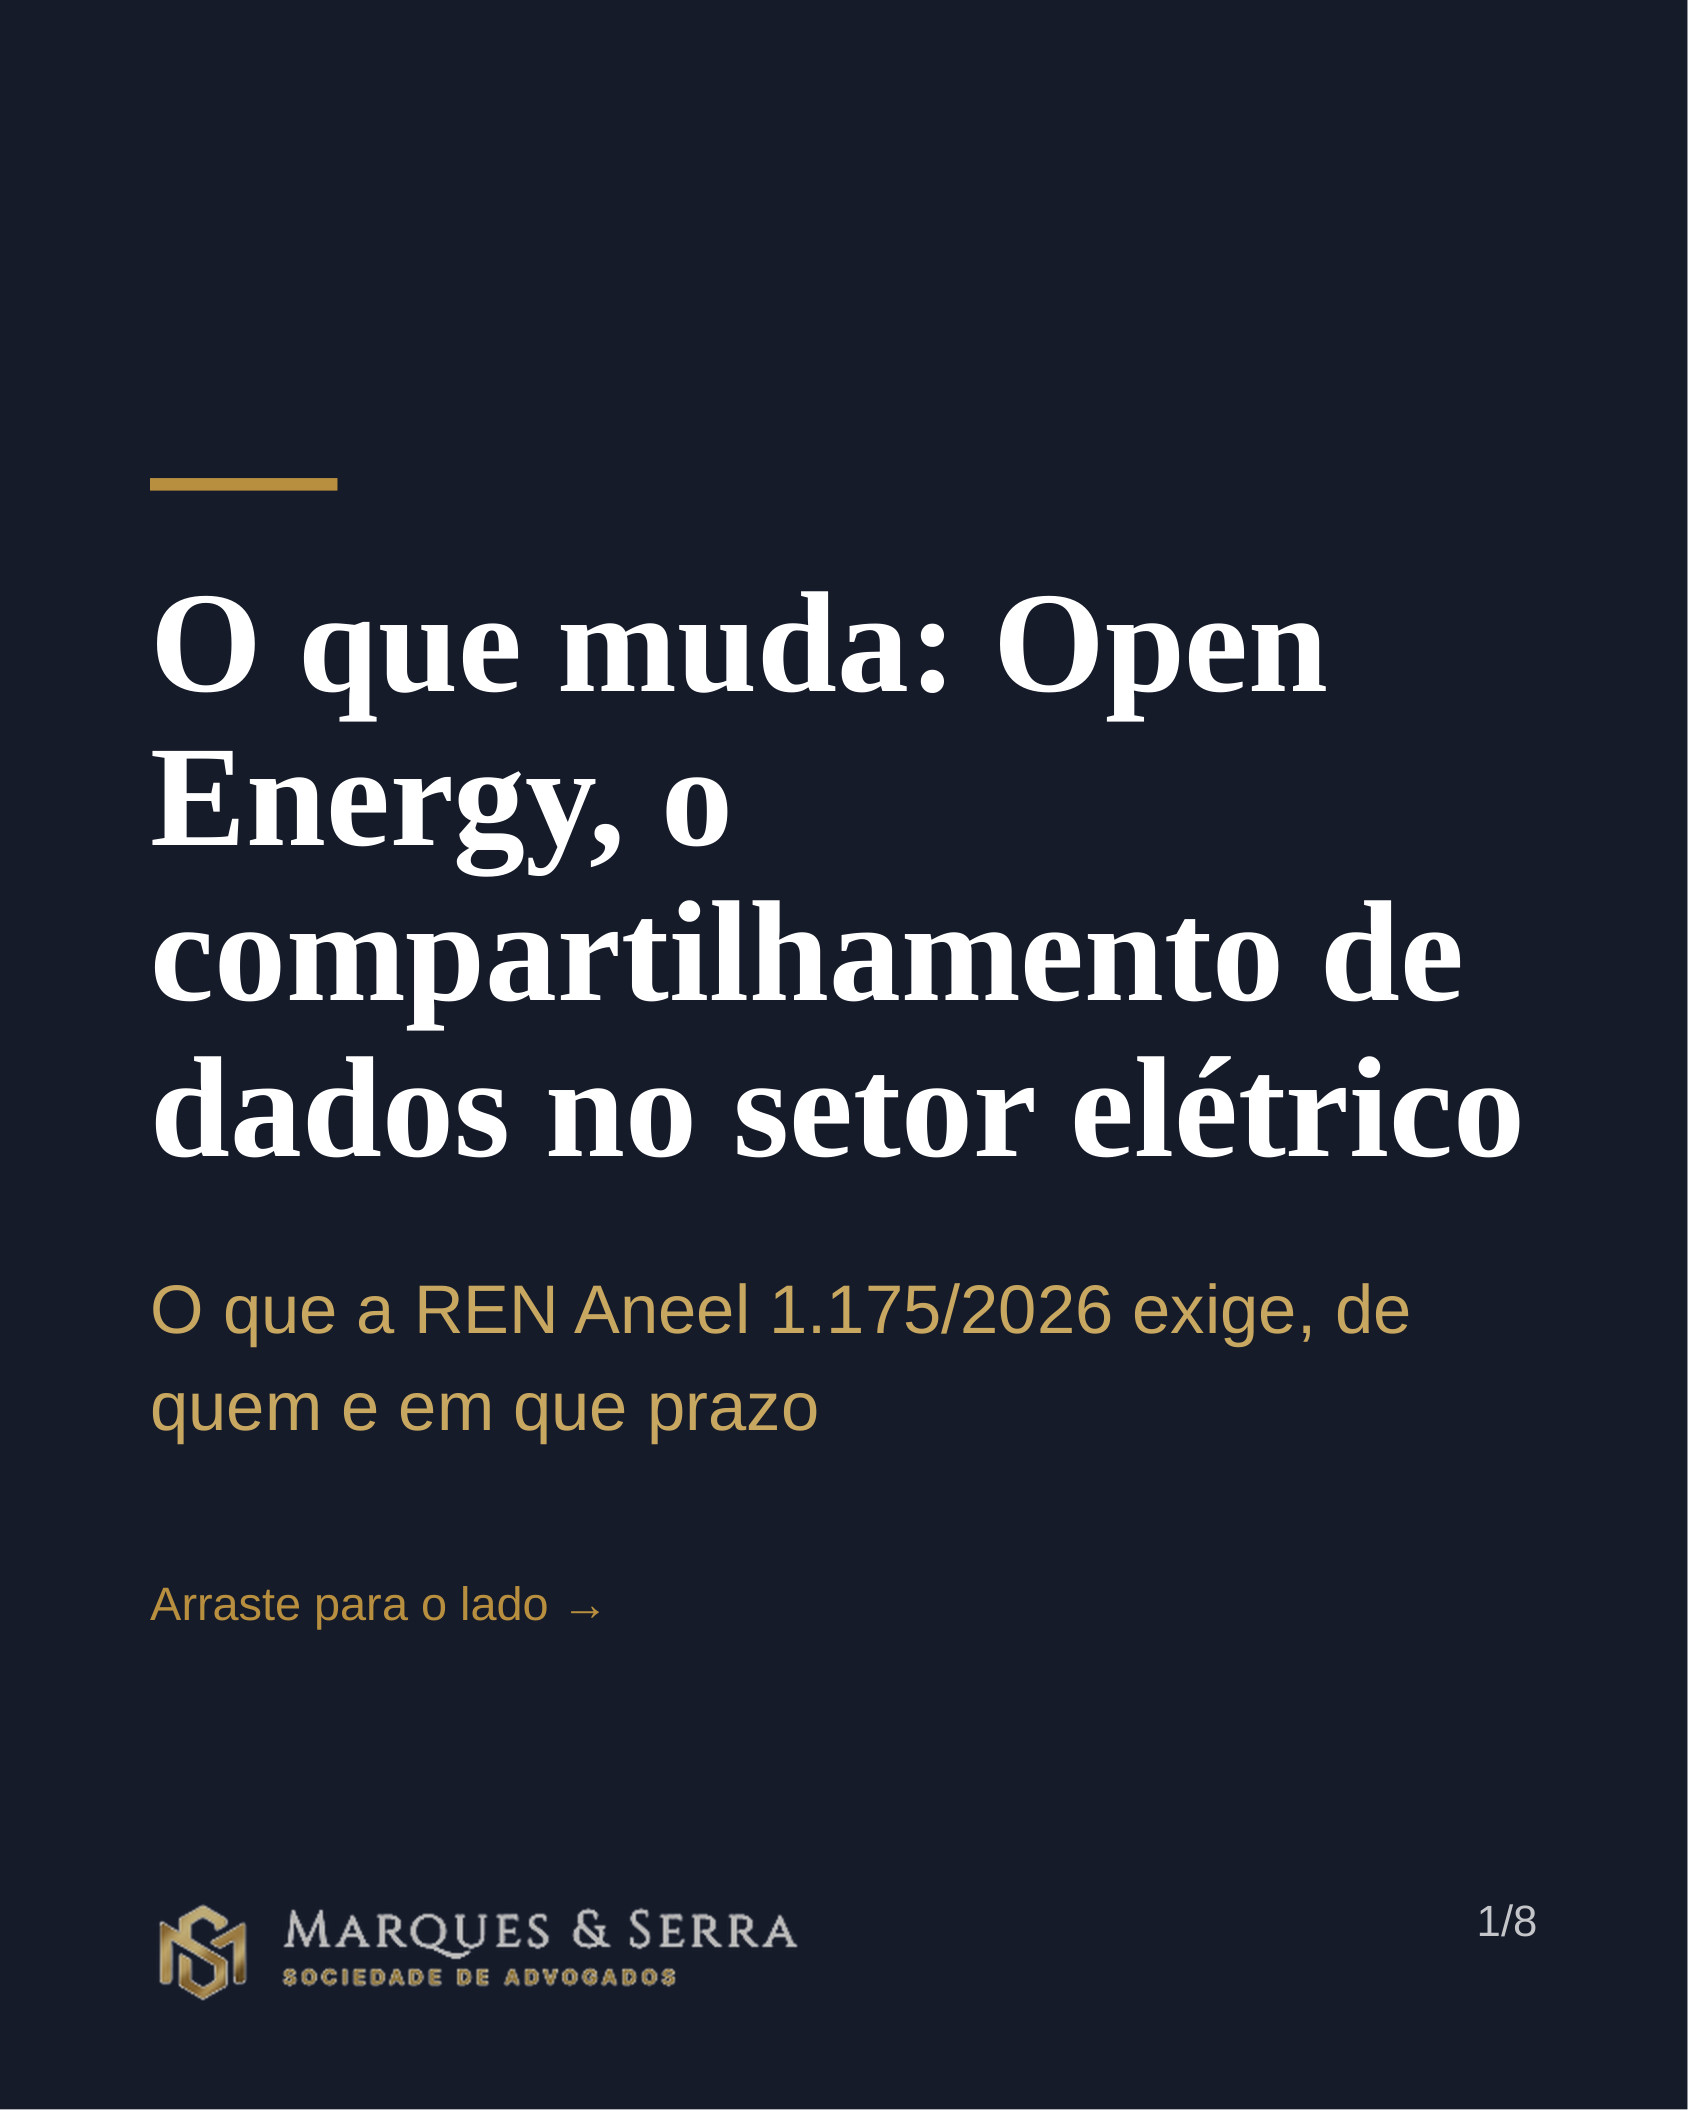 O que muda: Open
Energy, o
compartilhamento de
dados no setor elétrico
O que a REN Aneel 1.175/2026 exige, de
quem e em que prazo
Arraste para o lado →
MARQUES & SERRA
SOCIEDADE DE ADVOGADOS
1/8